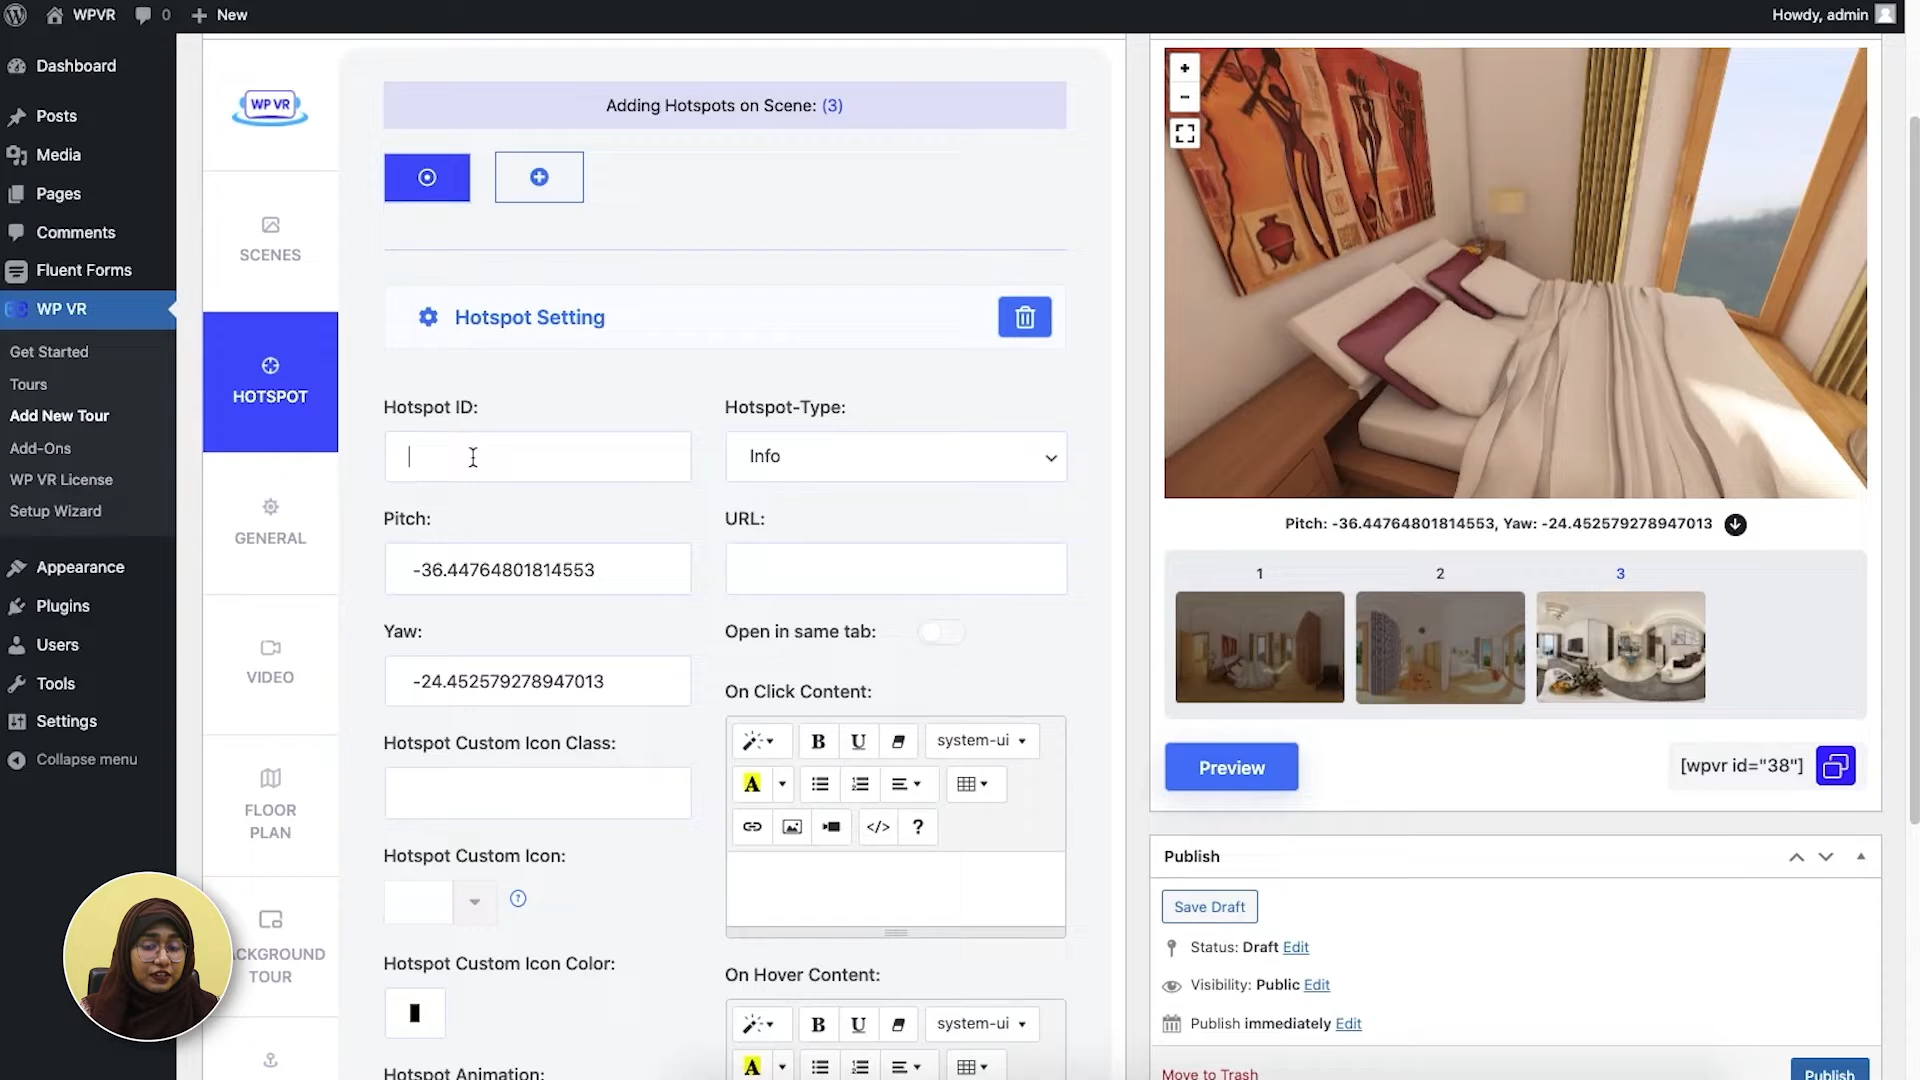 WPVR
0
New
Howdy, admin
Dashboard
Posts
Media
Pages
Comments
Fluent Forms
WP VR
Get Started
Tours
Add New Tour
Add-Ons
WP VR License
Setup Wizard
Appearance
Plugins
Users
Tools
Settings
Collapse menu
WP VR
SCENES
HOTSPOT
GENERAL
VIDEO
FLOOR
PLAN
CKGROUND
TOUR
Adding Hotspots on Scene: (3)
Hotspot Setting
Hotspot ID:
Pitch:
-36.44764801814553
Yaw:
-24.452579278947013
Hotspot Custom Icon Class:
Hotspot Custom Icon:
?
Hotspot Custom Icon Color:
Hotspot Animation:
Hotspot-Type:
Info
URL:
Open in same tab:
On Click Content:
B U system-ui
A
</> ?
On Hover Content:
B U system-ui
A
+
-
Pitch: -36.44764801814553, Yaw: -24.452579278947013
1 2 3
Preview
[wpvr id="38"]
Publish
Save Draft
Status: Draft Edit
Visibility: Public Edit
Publish immediately Edit
Move to Trash
Publish